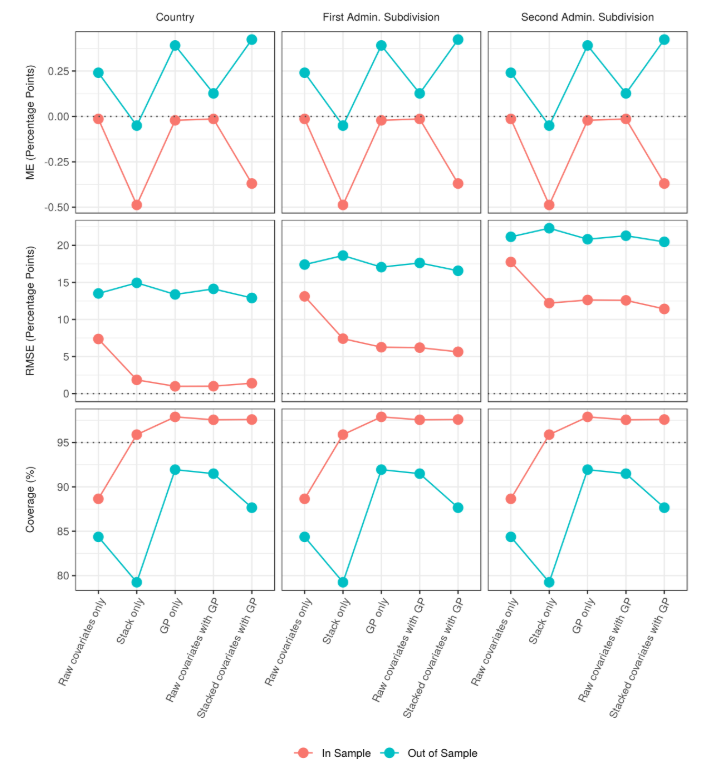 Country
First Admin. Subdivision
Second Admin. Subdivision
ME (Percentage Points)
0.25
0.00
-0.25
-0.50
RMSE (Percentage Points)
20
15
10
5
0
Coverage (%)
95
90
85
80
Raw covariates only
Stack only
GP only
Raw covariates with GP
Stacked covariates with GP
Raw covariates only
Stack only
GP only
Raw covariates with GP
Stacked covariates with GP
Raw covariates only
Stack only
GP only
Raw covariates with GP
Stacked covariates with GP
In Sample
Out of Sample